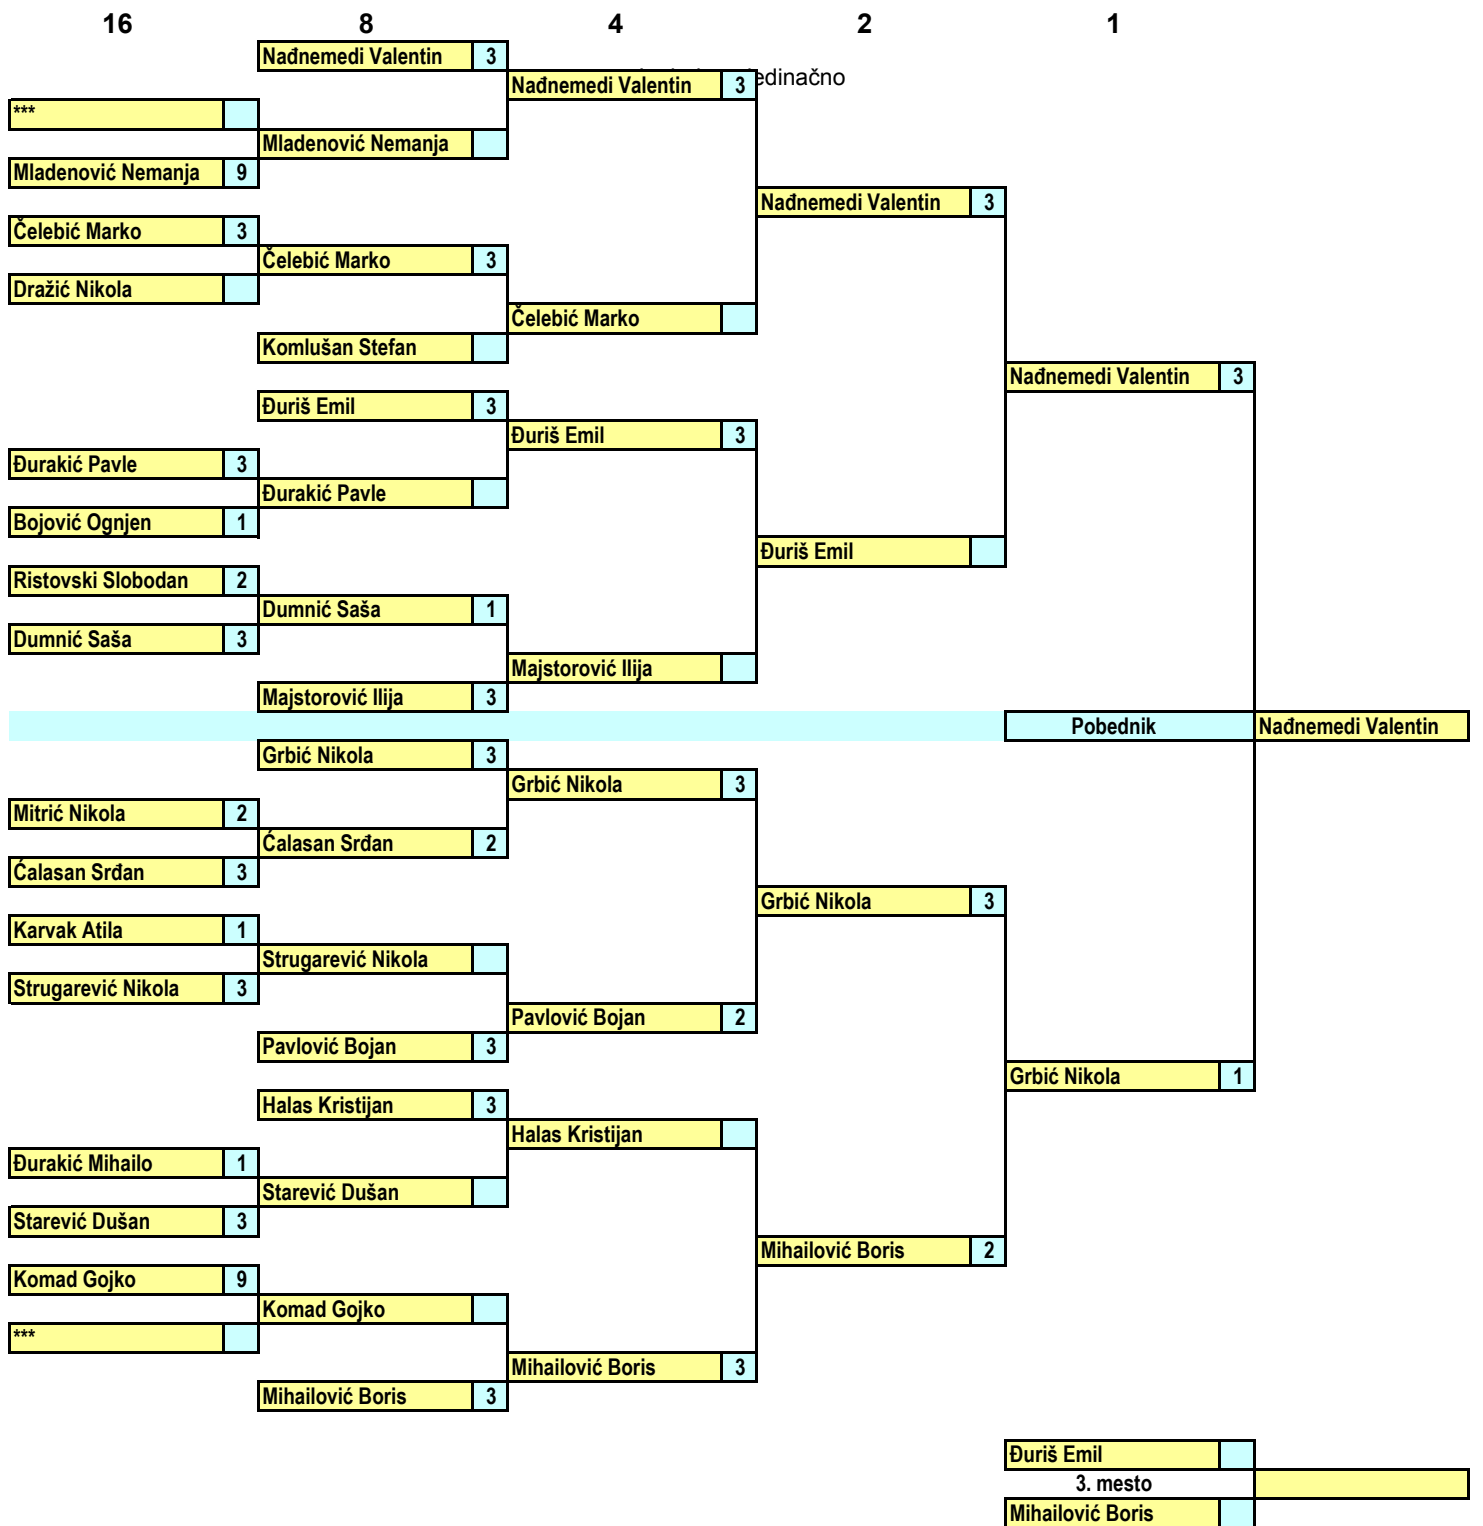 16 8 4 2 1
Nađnemedi Valentin 3
edinačno
Nađnemedi Valentin 3
***
Mladenović Nemanja
Mladenović Nemanja 9
Nađnemedi Valentin 3
Čelebić Marko 3
Čelebić Marko 3
Dražić Nikola
Čelebić Marko
Komlušan Stefan
Nađnemedi Valentin 3
Đuriš Emil 3
Đuriš Emil 3
Đurakić Pavle 3
Đurakić Pavle
Bojović Ognjen 1
Đuriš Emil
Ristovski Slobodan 2
Dumnić Saša 1
Dumnić Saša 3
Majstorović Ilija
Majstorović Ilija 3
Pobednik Nađnemedi Valentin
Grbić Nikola 3
Grbić Nikola 3
Mitrić Nikola 2
Ćalasan Srđan 2
Ćalasan Srđan 3
Grbić Nikola 3
Karvak Atila 1
Strugarević Nikola
Strugarević Nikola 3
Pavlović Bojan 2
Pavlović Bojan 3
Grbić Nikola 1
Halas Kristijan 3
Halas Kristijan
Đurakić Mihailo 1
Starević Dušan
Starević Dušan 3
Mihailović Boris 2
Komad Gojko 9
Komad Gojko
***
Mihailović Boris 3
Mihailović Boris 3
Đuriš Emil
3. mesto
Mihailović Boris